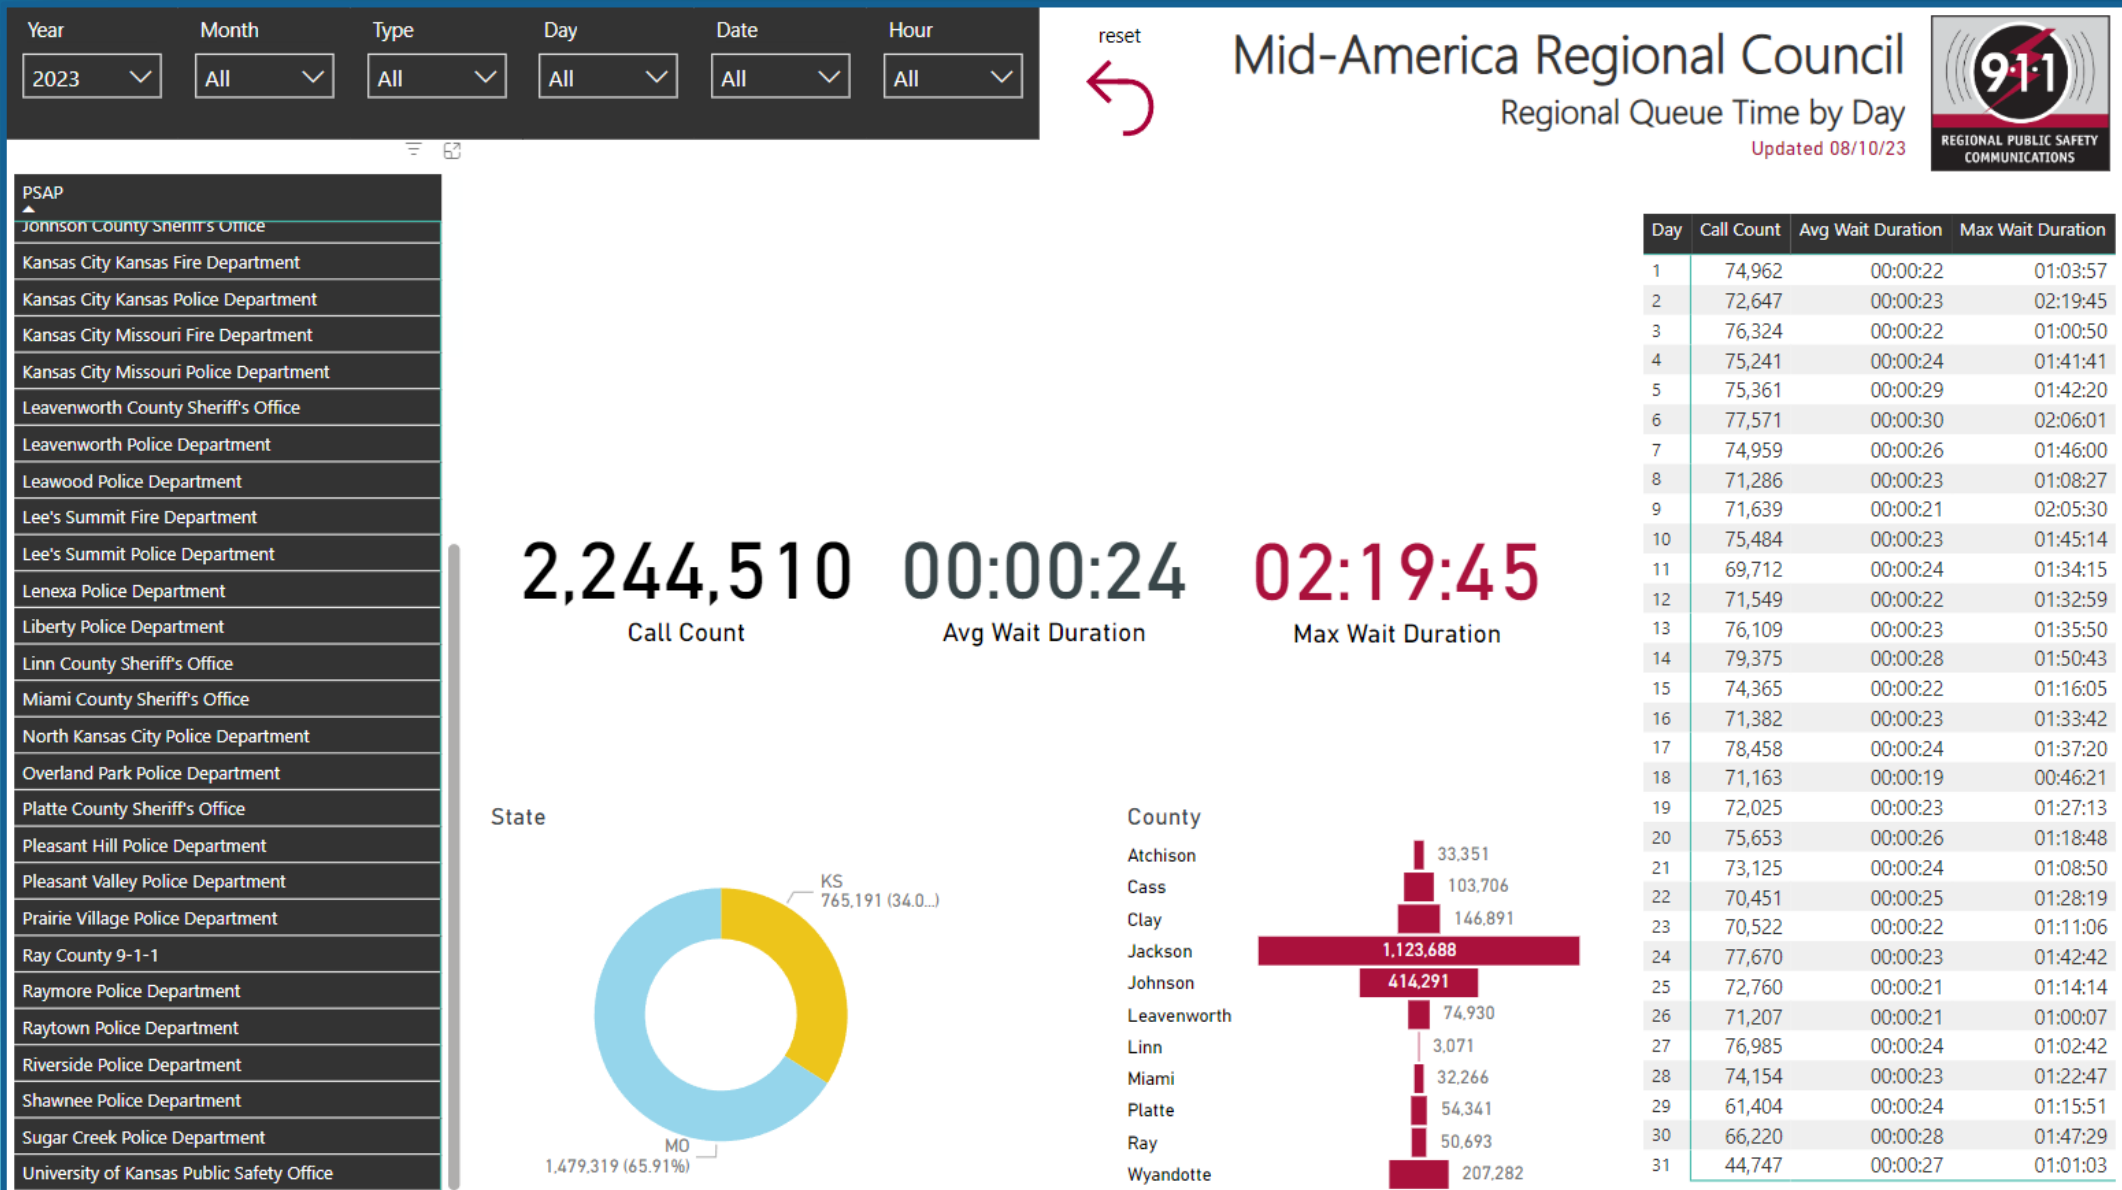 Year Month Type Day Date Hour
2023 All All All All All
reset
Mid-America Regional Council
Regional Queue Time by Day
Updated 08/10/23
9·1·1
REGIONAL PUBLIC SAFETY
COMMUNICATIONS
PSAP
Johnson County Sheriff's Office
Kansas City Kansas Fire Department
Kansas City Kansas Police Department
Kansas City Missouri Fire Department
Kansas City Missouri Police Department
Leavenworth County Sheriff's Office
Leavenworth Police Department
Leawood Police Department
Lee's Summit Fire Department
Lee's Summit Police Department
Lenexa Police Department
Liberty Police Department
Linn County Sheriff's Office
Miami County Sheriff's Office
North Kansas City Police Department
Overland Park Police Department
Platte County Sheriff's Office
Pleasant Hill Police Department
Pleasant Valley Police Department
Prairie Village Police Department
Ray County 9-1-1
Raymore Police Department
Raytown Police Department
Riverside Police Department
Shawnee Police Department
Sugar Creek Police Department
University of Kansas Public Safety Office
2,244,510 00:00:24 02:19:45
Call Count Avg Wait Duration Max Wait Duration
State
KS
765,191 (34.0...)
MO
1,479,319 (65.91%)
County
Atchison 33,351
Cass 103,706
Clay 146,891
Jackson 1,123,688
Johnson 414,291
Leavenworth 74,930
Linn 3,071
Miami 32,266
Platte 54,341
Ray 50,693
Wyandotte 207,282
Day Call Count Avg Wait Duration Max Wait Duration
1 74,962 00:00:22 01:03:57
2 72,647 00:00:23 02:19:45
3 76,324 00:00:22 01:00:50
4 75,241 00:00:24 01:41:41
5 75,361 00:00:29 01:42:20
6 77,571 00:00:30 02:06:01
7 74,959 00:00:26 01:46:00
8 71,286 00:00:23 01:08:27
9 71,639 00:00:21 02:05:30
10 75,484 00:00:23 01:45:14
11 69,712 00:00:24 01:34:15
12 71,549 00:00:22 01:32:59
13 76,109 00:00:23 01:35:50
14 79,375 00:00:28 01:50:43
15 74,365 00:00:22 01:16:05
16 71,382 00:00:23 01:33:42
17 78,458 00:00:24 01:37:20
18 71,163 00:00:19 00:46:21
19 72,025 00:00:23 01:27:13
20 75,653 00:00:26 01:18:48
21 73,125 00:00:24 01:08:50
22 70,451 00:00:25 01:28:19
23 70,522 00:00:22 01:11:06
24 77,670 00:00:23 01:42:42
25 72,760 00:00:21 01:14:14
26 71,207 00:00:21 01:00:07
27 76,985 00:00:24 01:02:42
28 74,154 00:00:23 01:22:47
29 61,404 00:00:24 01:15:51
30 66,220 00:00:28 01:47:29
31 44,747 00:00:27 01:01:03